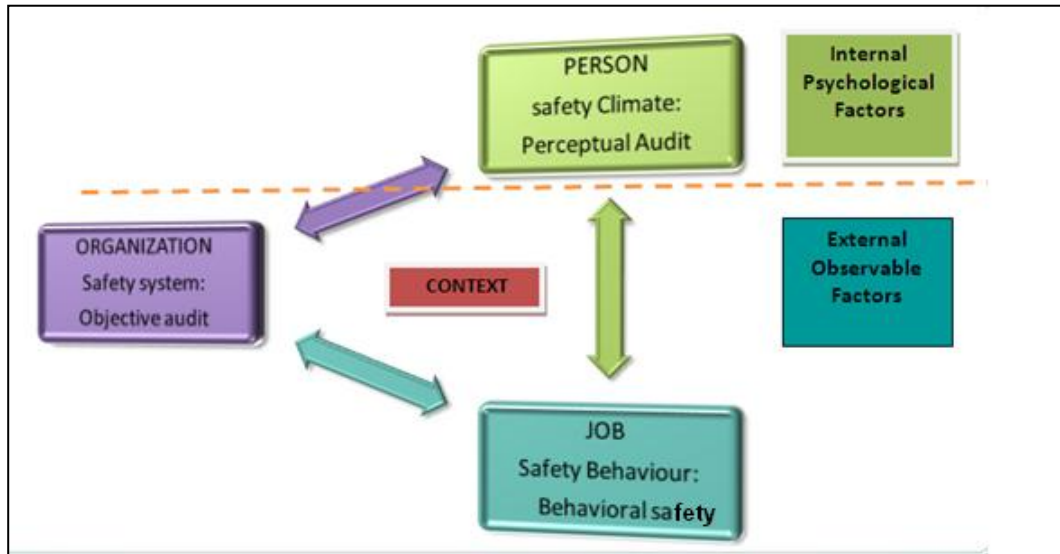 PERSON
safety Climate:
Perceptual Audit
Internal
Psychological
Factors
ORGANIZATION
Safety system:
Objective audit
CONTEXT
External
Observable
Factors
JOB
Safety Behaviour:
Behavioral safety